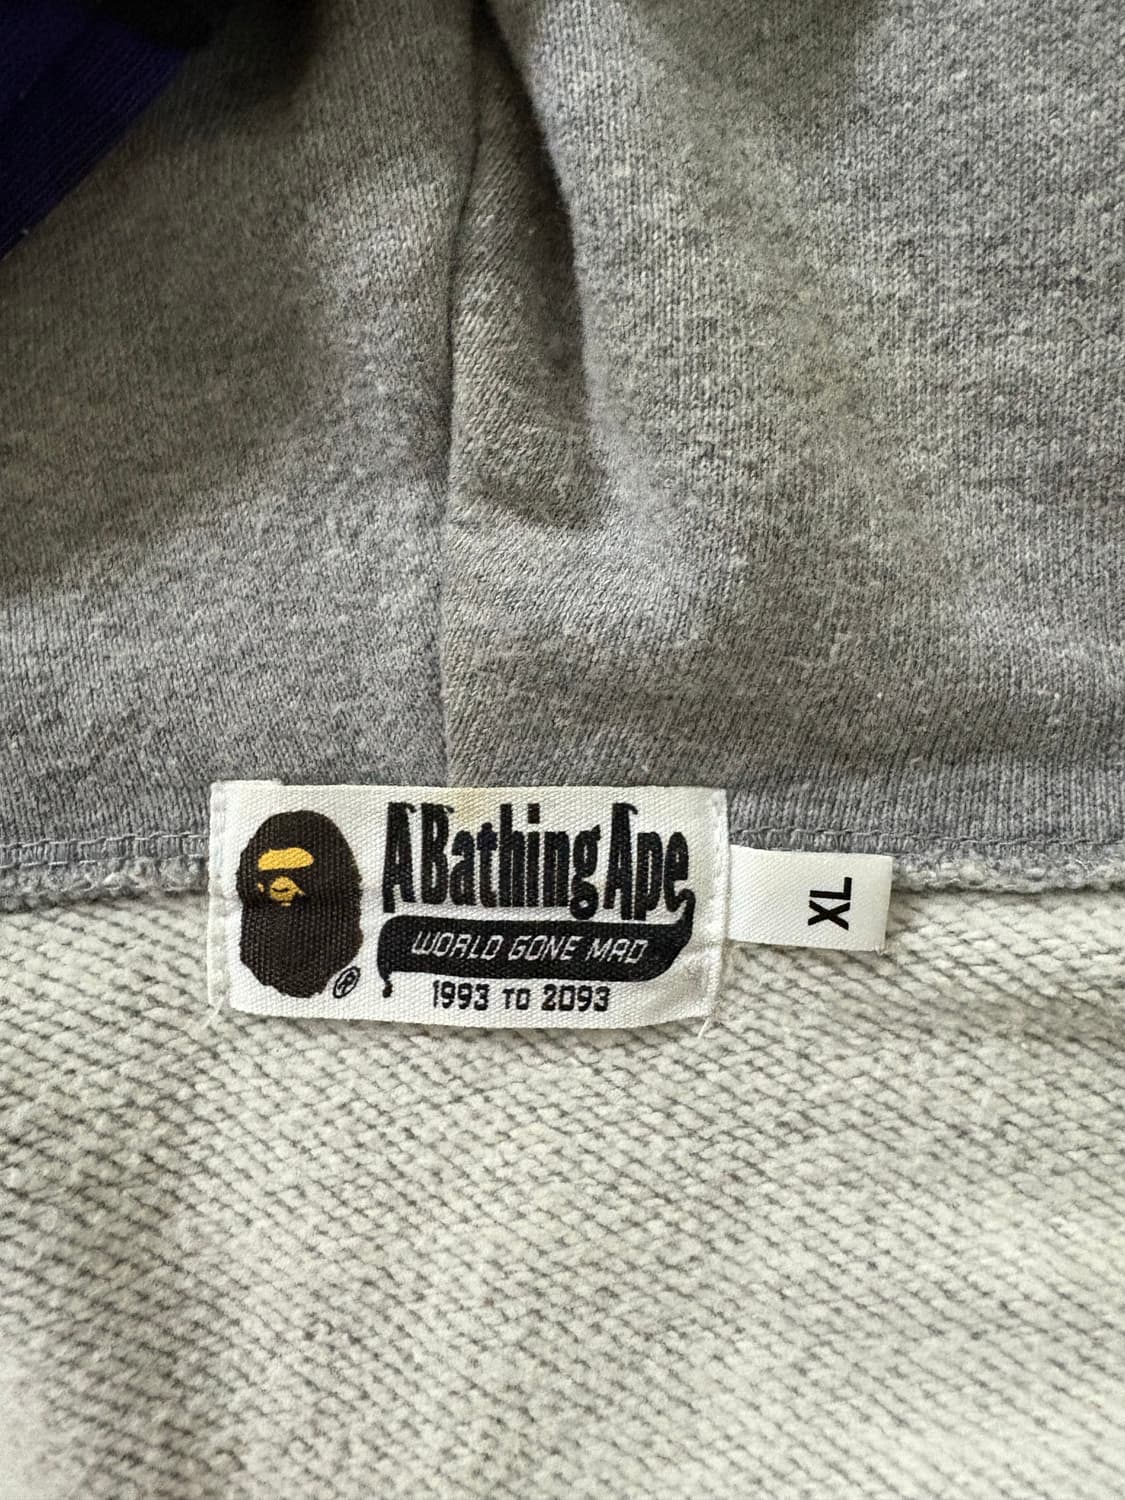 A Bathing Ape
WORLD GONE MAD
1993 TO 2093
®
XL